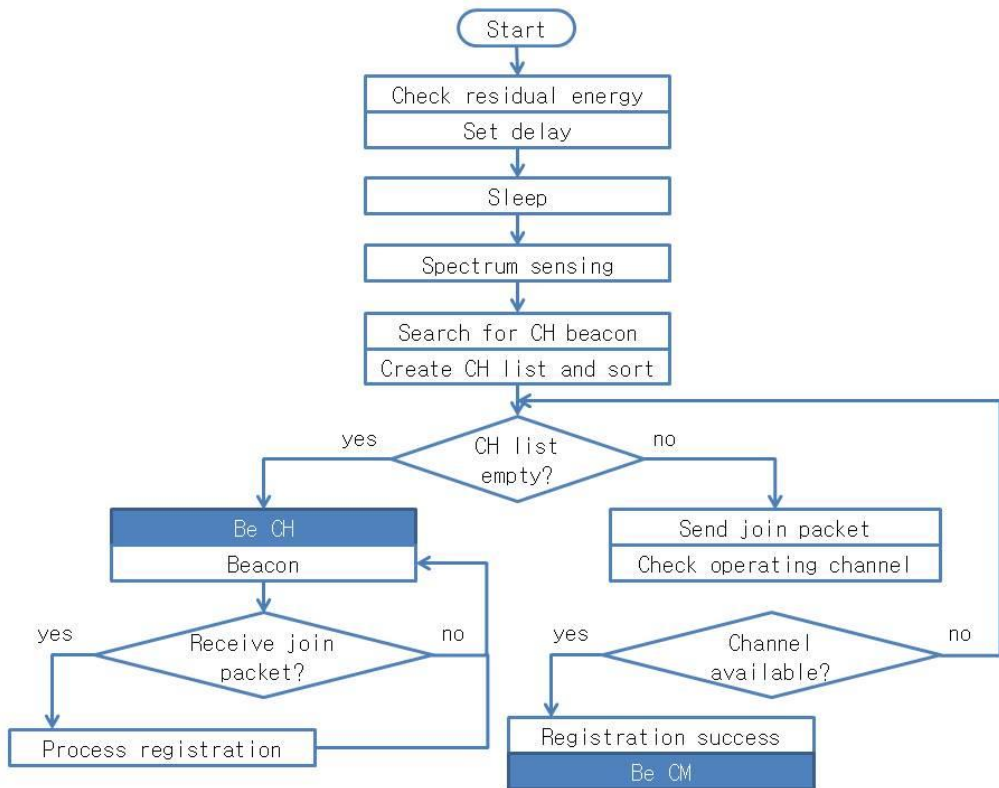 Start
Check residual energy
Set delay
Sleep
Spectrum sensing
Search for CH beacon
Create CH list and sort
yes
CH list
empty?
no
Be CH
Beacon
Send join packet
Check operating channel
yes
Receive join
packet?
no
yes
Channel
available?
no
Process registration
Registration success
Be CM